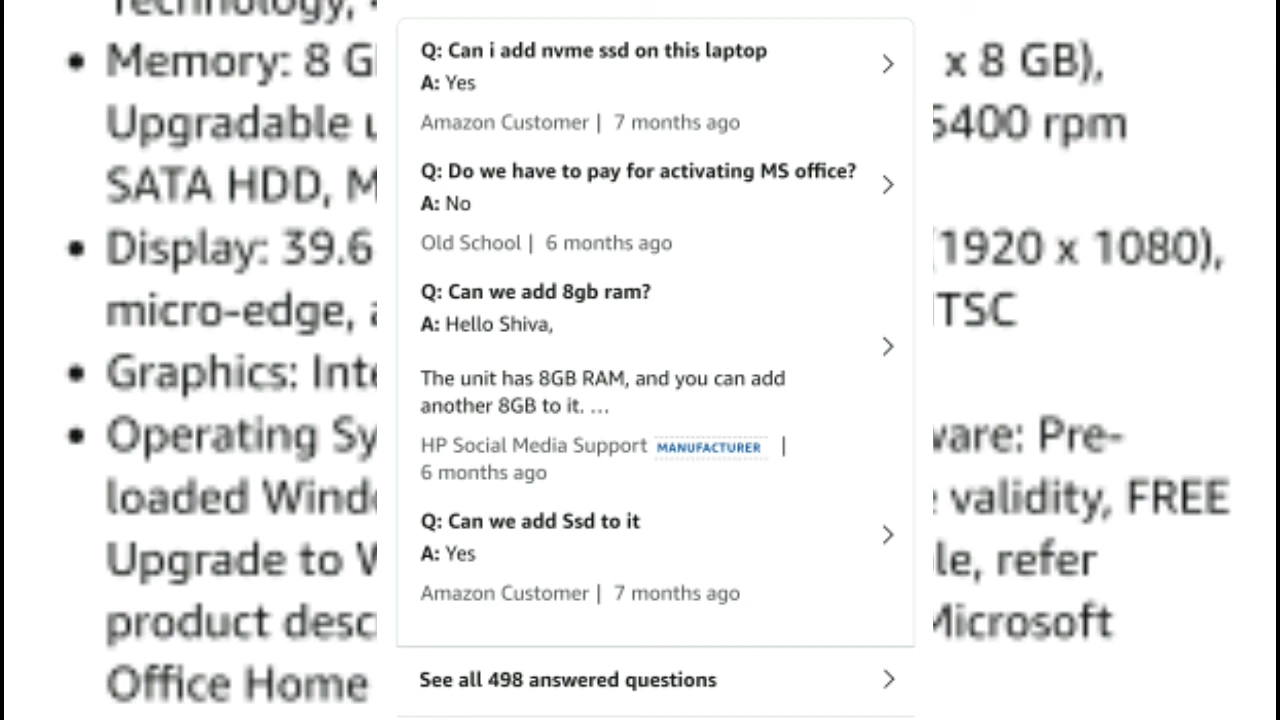 Technology,
Memory: 8 G
Upgradable
SATA HDD, M
Display: 39.6
micro-edge,
Graphics: Inte
Operating Sy
loaded Windo
Upgrade to W
product desc
Office Home
Q: Can i add nvme ssd on this laptop
A: Yes
Amazon Customer | 7 months ago
Q: Do we have to pay for activating MS office?
A: No
Old School | 6 months ago
Q: Can we add 8gb ram?
A: Hello Shiva,
The unit has 8GB RAM, and you can add
another 8GB to it. ...
HP Social Media Support MANUFACTURER |
6 months ago
Q: Can we add Ssd to it
A: Yes
Amazon Customer | 7 months ago
See all 498 answered questions
x 8 GB),
5400 rpm
(1920 x 1080),
TSC
ware: Pre-
validity, FREE
le, refer
Microsoft